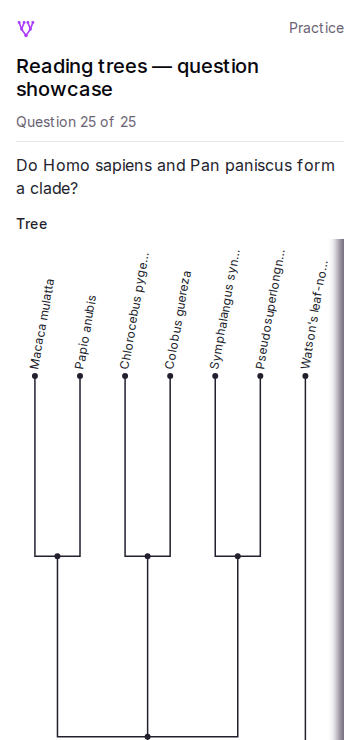 Practice
Reading trees — question
showcase
Question 25 of 25
Do Homo sapiens and Pan paniscus form
a clade?
Tree
Macaca mulatta
Papio anubis
Chlorocebus pyge...
Colobus guereza
Symphalangus syn...
Pseudosuperlongn...
Watson's leaf-no...